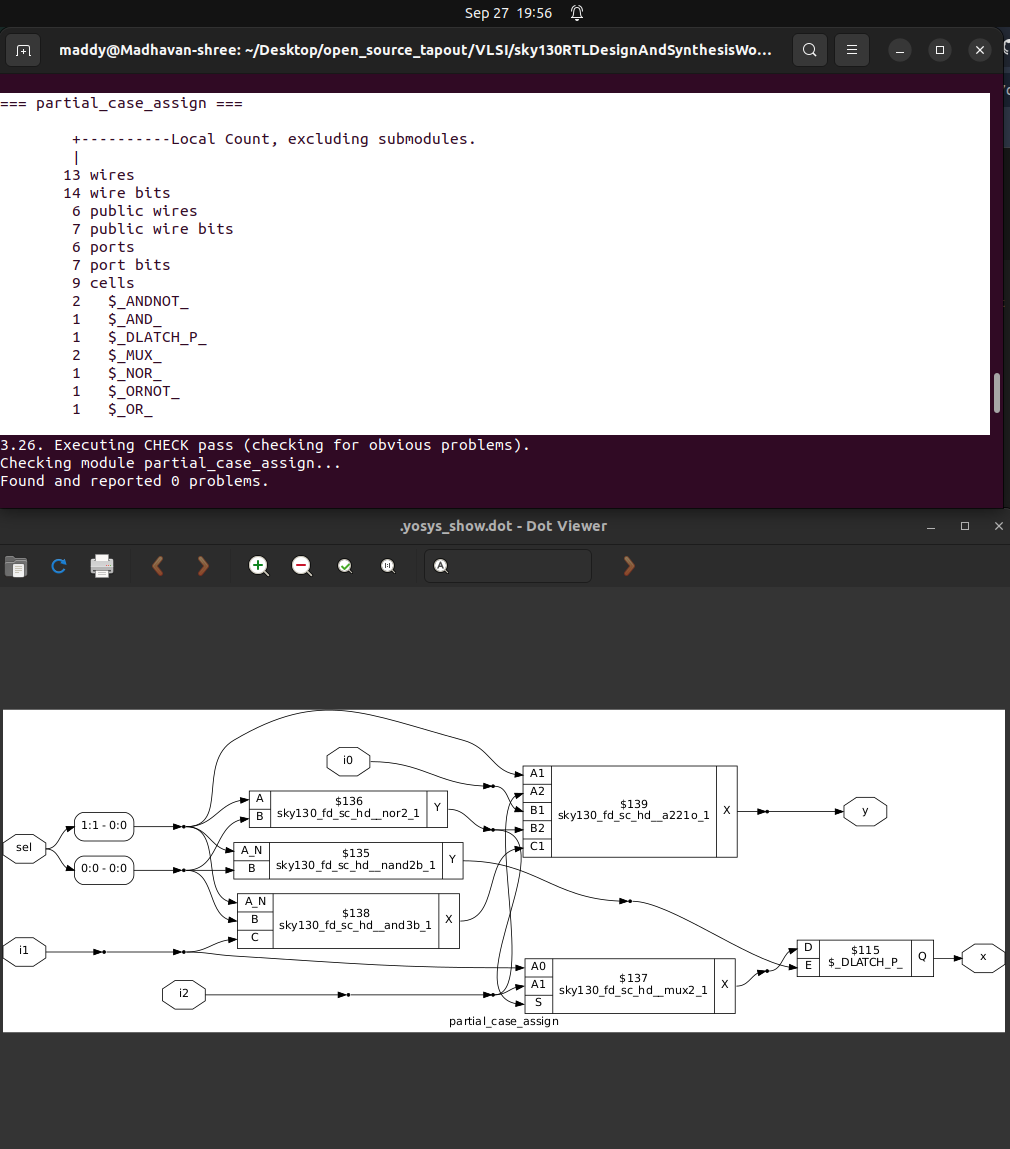 Sep 27 19:56
maddy@Madhavan-shree: ~/Desktop/open_source_tapout/VLSI/sky130RTLDesignAndSynthesisWo...
=== partial_case_assign ===
+----------Local Count, excluding submodules.
|
13 wires
14 wire bits
6 public wires
7 public wire bits
6 ports
7 port bits
9 cells
2 $_ANDNOT_
1 $_AND_
1 $_DLATCH_P_
2 $_MUX_
1 $_NOR_
1 $_ORNOT_
1 $_OR_
3.26. Executing CHECK pass (checking for obvious problems).
Checking module partial_case_assign...
Found and reported 0 problems.
.yosys_show.dot - Dot Viewer
sel
1:1 - 0:0
0:0 - 0:0
i0
i1
i2
A
B
$136
sky130_fd_sc_hd__nor2_1
Y
A_N
B
$135
sky130_fd_sc_hd__nand2b_1
Y
A_N
B
C
$138
sky130_fd_sc_hd__and3b_1
X
A1
A2
B1
B2
C1
$139
sky130_fd_sc_hd__a221o_1
X
y
A0
A1
S
$137
sky130_fd_sc_hd__mux2_1
X
D
E
$115
$_DLATCH_P_
Q
x
partial_case_assign